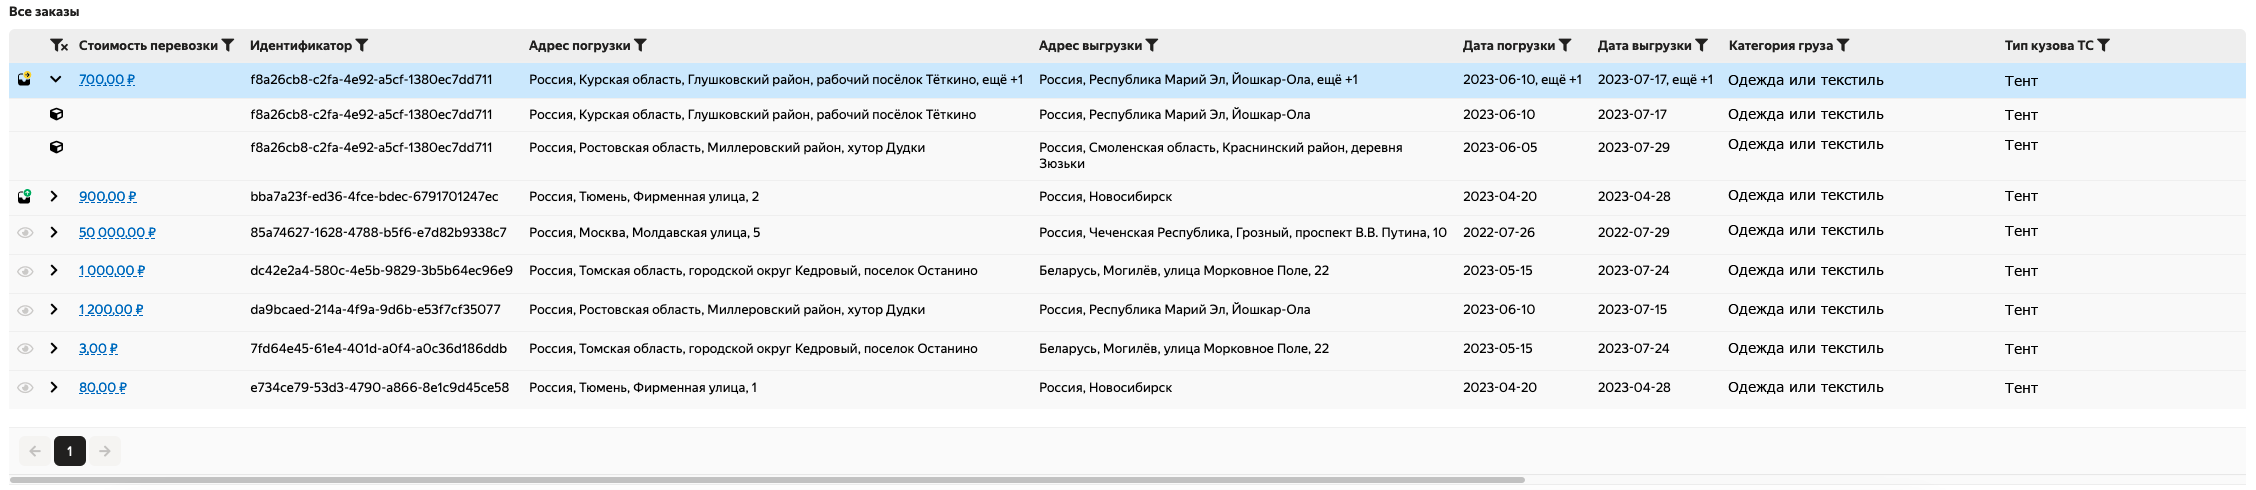 Все заказы
Стоимость перевозки Идентификатор Адрес погрузки Адрес выгрузки Дата погрузки Дата выгрузки Категория груза Тип кузова ТС
700,00 ₽ f8a26cb8-c2fa-4e92-a5cf-1380ec7dd711 Россия, Курская область, Глушковский район, рабочий посёлок Тёткино, ещё +1 Россия, Республика Марий Эл, Йошкар-Ола, ещё +1 2023-06-10, ещё +1 2023-07-17, ещё +1 Одежда или текстиль Тент
f8a26cb8-c2fa-4e92-a5cf-1380ec7dd711 Россия, Курская область, Глушковский район, рабочий посёлок Тёткино Россия, Республика Марий Эл, Йошкар-Ола 2023-06-10 2023-07-17 Одежда или текстиль Тент
f8a26cb8-c2fa-4e92-a5cf-1380ec7dd711 Россия, Ростовская область, Миллеровский район, хутор Дудки Россия, Смоленская область, Краснинский район, деревня 2023-06-05 2023-07-29 Одежда или текстиль Тент
Зюзьки
900,00 ₽ bba7a23f-ed36-4fce-bdec-6791701247ec Россия, Тюмень, Фирменная улица, 2 Россия, Новосибирск 2023-04-20 2023-04-28 Одежда или текстиль Тент
50 000,00 ₽ 85a74627-1628-4788-b5f6-e7d82b9338c7 Россия, Москва, Молдавская улица, 5 Россия, Чеченская Республика, Грозный, проспект В.В. Путина, 10 2022-07-26 2022-07-29 Одежда или текстиль Тент
1 000,00 ₽ dc42e2a4-580c-4e5b-9829-3b5b64ec96e9 Россия, Томская область, городской округ Кедровый, поселок Останино Беларусь, Могилёв, улица Морковное Поле, 22 2023-05-15 2023-07-24 Одежда или текстиль Тент
1 200,00 ₽ da9bcaed-214a-4f9a-9d6b-e53f7cf35077 Россия, Ростовская область, Миллеровский район, хутор Дудки Россия, Республика Марий Эл, Йошкар-Ола 2023-06-10 2023-07-15 Одежда или текстиль Тент
3,00 ₽ 7fd64e45-61e4-401d-a0f4-a0c36d186ddb Россия, Томская область, городской округ Кедровый, поселок Останино Беларусь, Могилёв, улица Морковное Поле, 22 2023-05-15 2023-07-24 Одежда или текстиль Тент
80,00 ₽ e734ce79-53d3-4790-a866-8e1c9d45ce58 Россия, Тюмень, Фирменная улица, 1 Россия, Новосибирск 2023-04-20 2023-04-28 Одежда или текстиль Тент
1